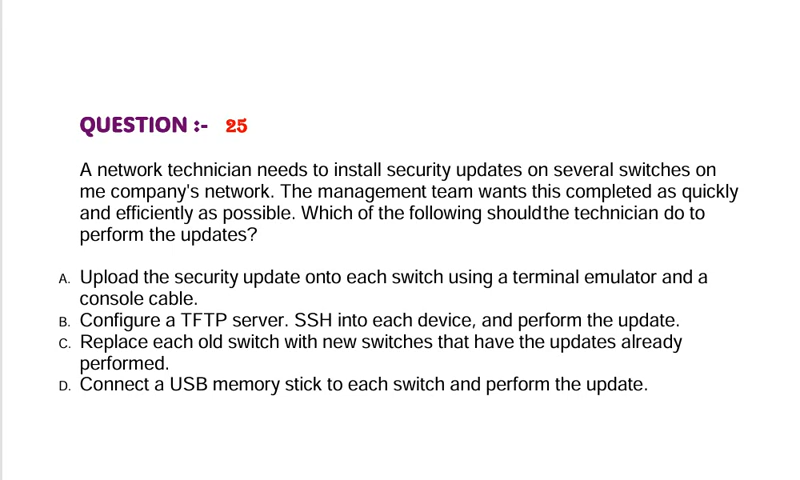 QUESTION :- 25
A network technician needs to install security updates on several switches on
me company's network. The management team wants this completed as quickly
and efficiently as possible. Which of the following shouldthe technician do to
perform the updates?
A. Upload the security update onto each switch using a terminal emulator and a
console cable.
B. Configure a TFTP server. SSH into each device, and perform the update.
C. Replace each old switch with new switches that have the updates already
performed.
D. Connect a USB memory stick to each switch and perform the update.